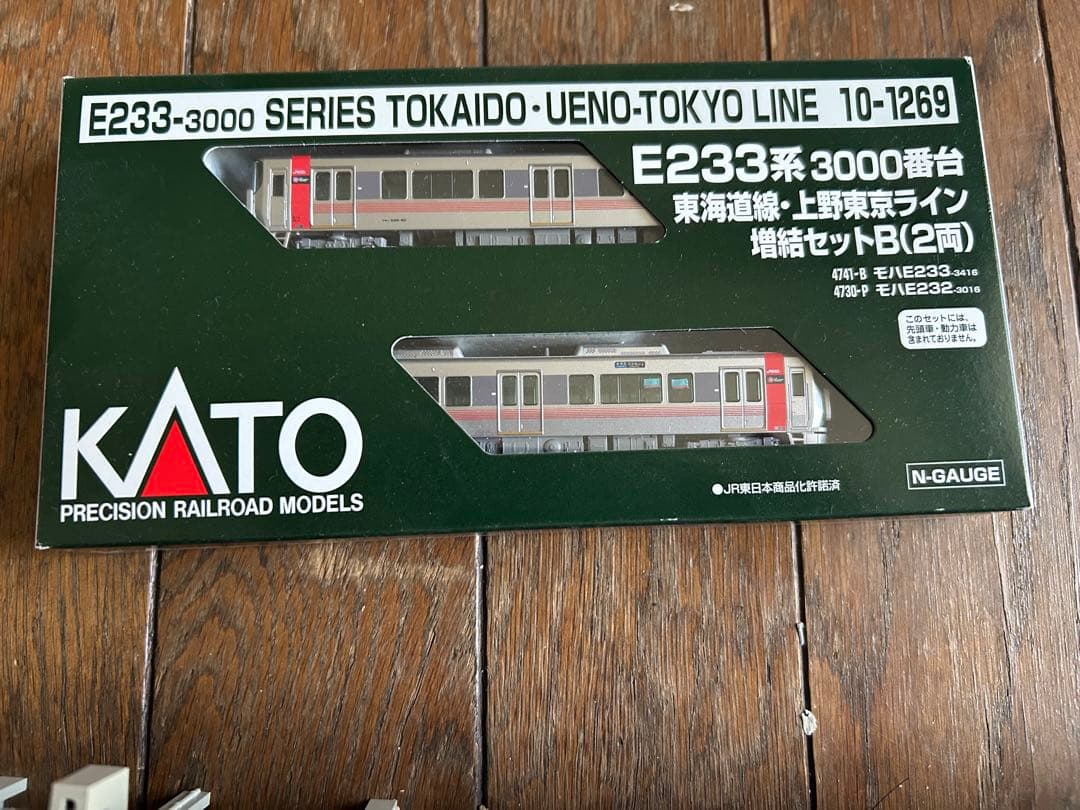 E233-3000 SERIES TOKAIDO・UENO-TOKYO LINE 10-1269
E233系 3000番台
東海道線・上野東京ライン
増結セットB(2両)
4741-B モハE233-3416
4730-P モハE232-3016
このセットには、
先頭車・動力車は
含まれておりません。
KATO
PRECISION RAILROAD MODELS
●JR東日本商品化許諾済
N-GAUGE